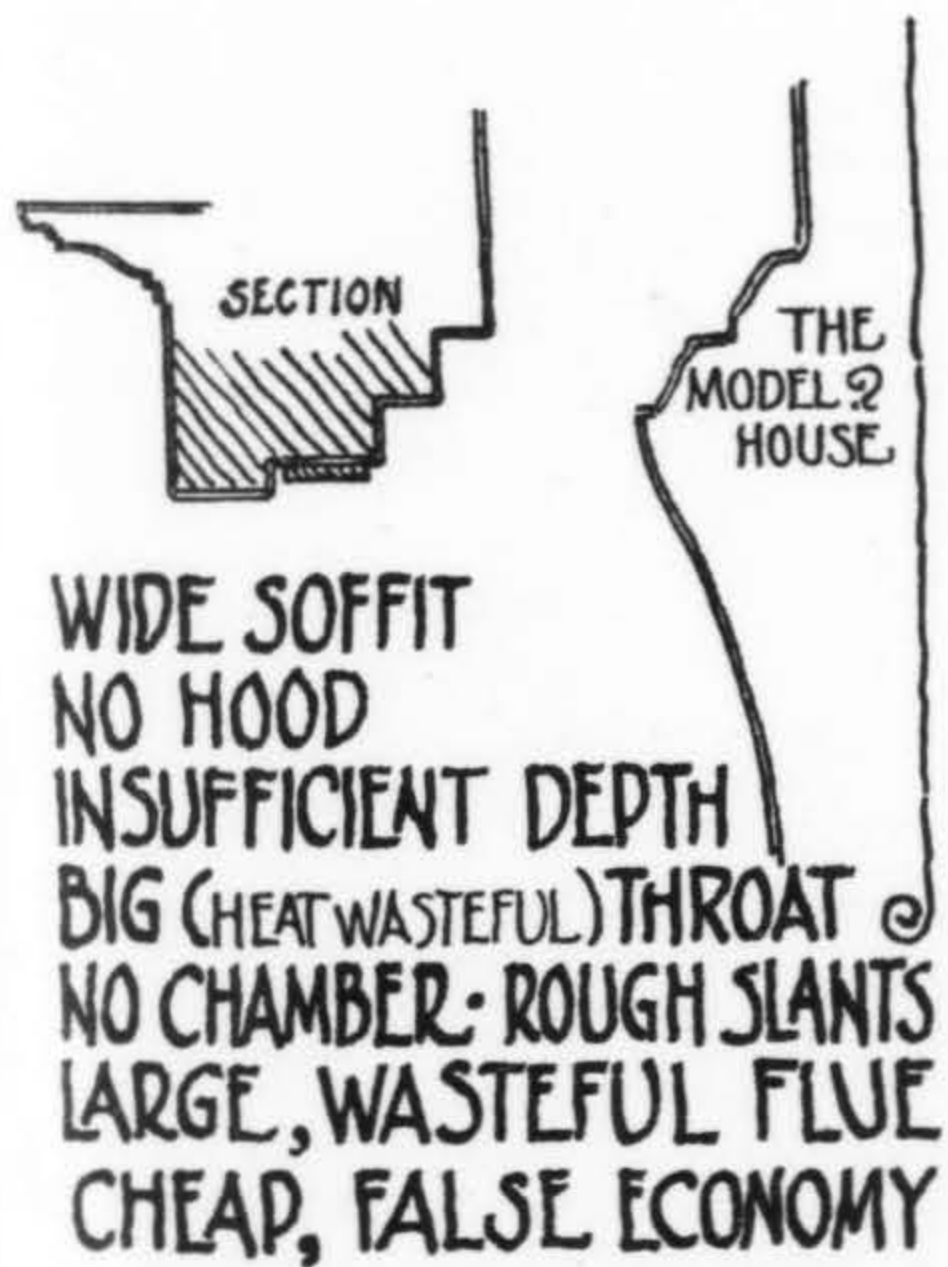 SECTION
THE
MODEL?
HOUSE
WIDE SOFFIT
NO HOOD
INSUFFICIENT DEPTH
BIG (HEAT WASTEFUL) THROAT
NO CHAMBER · ROUGH SLANTS
LARGE, WASTEFUL FLUE
CHEAP, FALSE ECONOMY